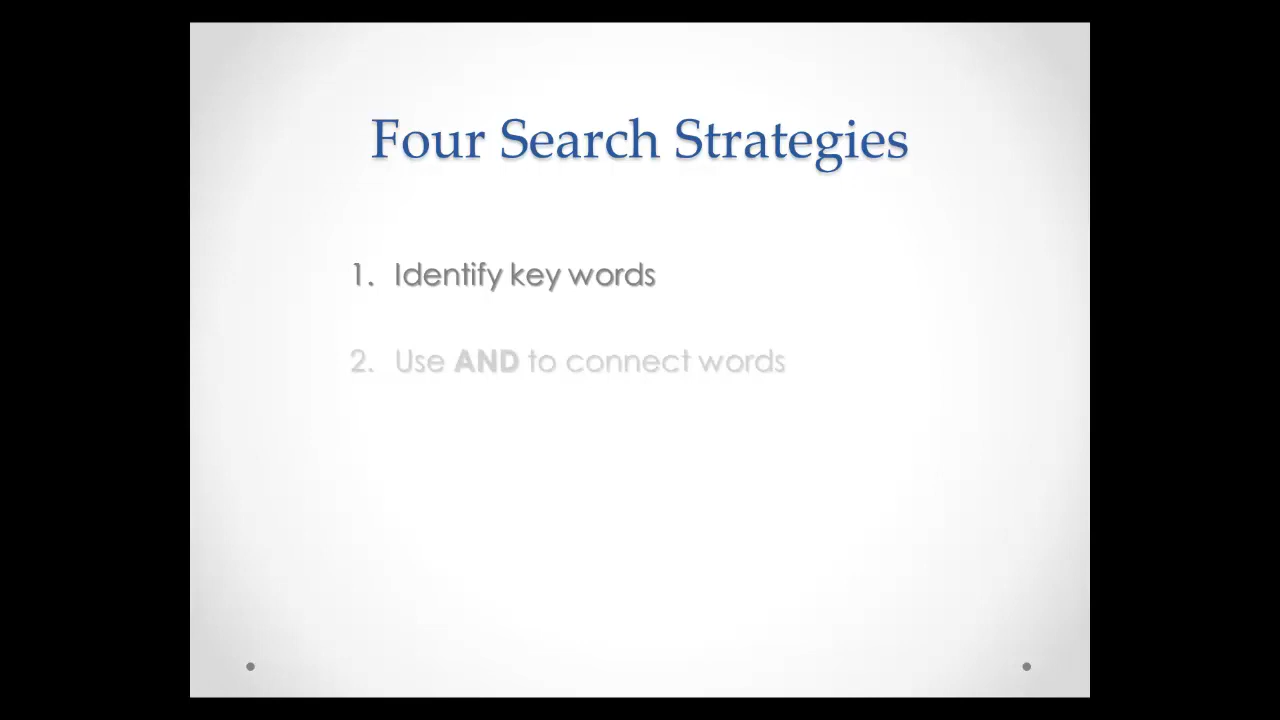 Four Search Strategies
1. Identify key words
2. Use AND to connect words